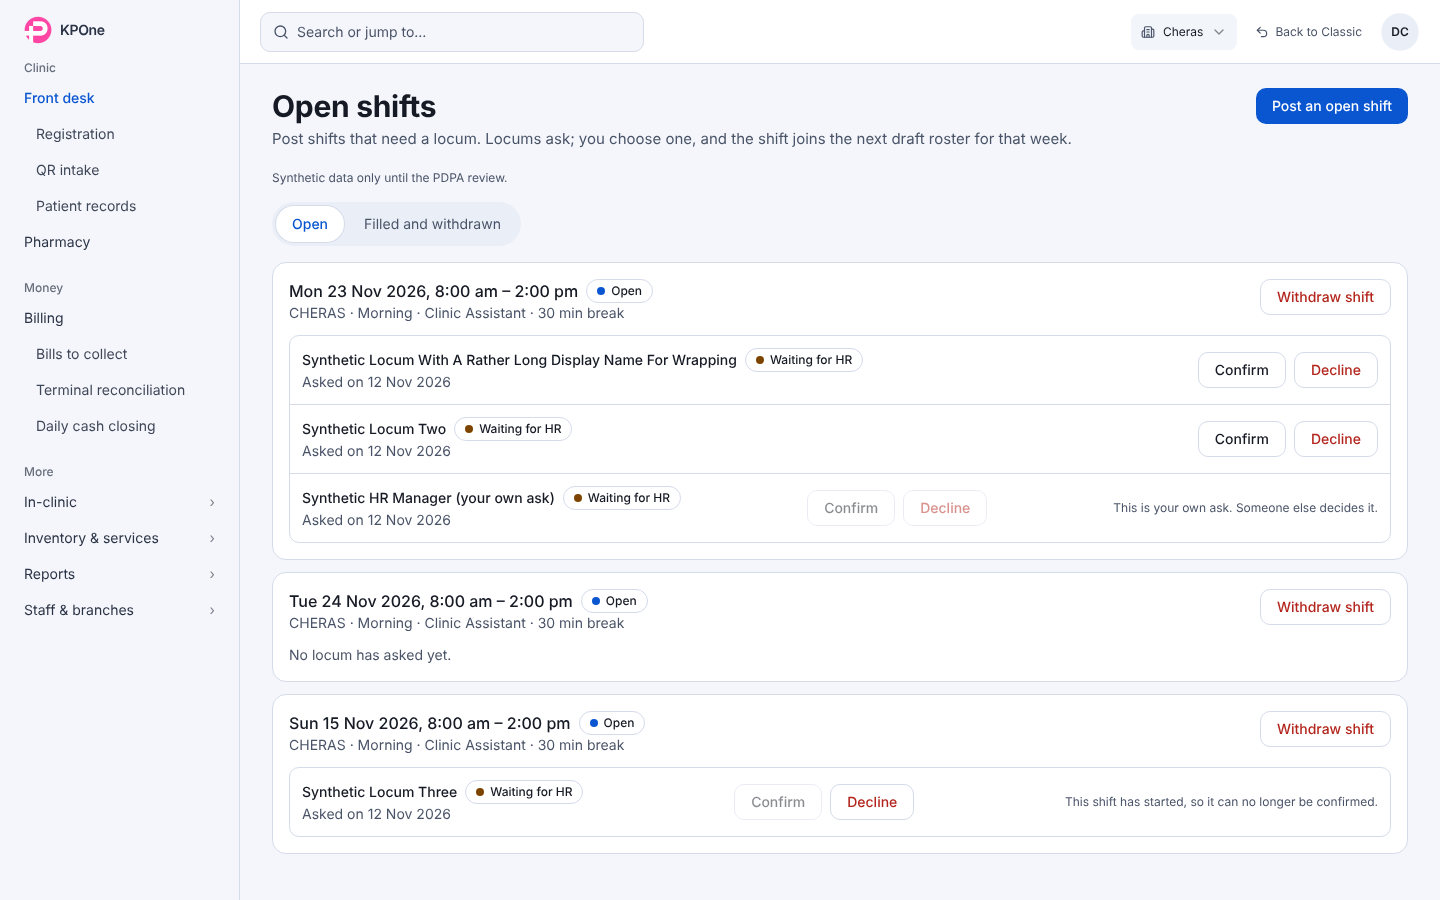 KPOne
Search or jump to...
Cheras
Back to Classic
DC
Clinic
Front desk
Registration
QR intake
Patient records
Pharmacy
Money
Billing
Bills to collect
Terminal reconciliation
Daily cash closing
More
In-clinic
Inventory & services
Reports
Staff & branches
Open shifts
Post an open shift
Post shifts that need a locum. Locums ask; you choose one, and the shift joins the next draft roster for that week.
Synthetic data only until the PDPA review.
Open
Filled and withdrawn
Mon 23 Nov 2026, 8:00 am – 2:00 pm Open
CHERAS · Morning · Clinic Assistant · 30 min break
Withdraw shift
Synthetic Locum With A Rather Long Display Name For Wrapping Waiting for HR
Asked on 12 Nov 2026
Confirm Decline
Synthetic Locum Two Waiting for HR
Asked on 12 Nov 2026
Confirm Decline
Synthetic HR Manager (your own ask) Waiting for HR
Asked on 12 Nov 2026
Confirm Decline
This is your own ask. Someone else decides it.
Tue 24 Nov 2026, 8:00 am – 2:00 pm Open
CHERAS · Morning · Clinic Assistant · 30 min break
Withdraw shift
No locum has asked yet.
Sun 15 Nov 2026, 8:00 am – 2:00 pm Open
CHERAS · Morning · Clinic Assistant · 30 min break
Withdraw shift
Synthetic Locum Three Waiting for HR
Asked on 12 Nov 2026
Confirm Decline
This shift has started, so it can no longer be confirmed.